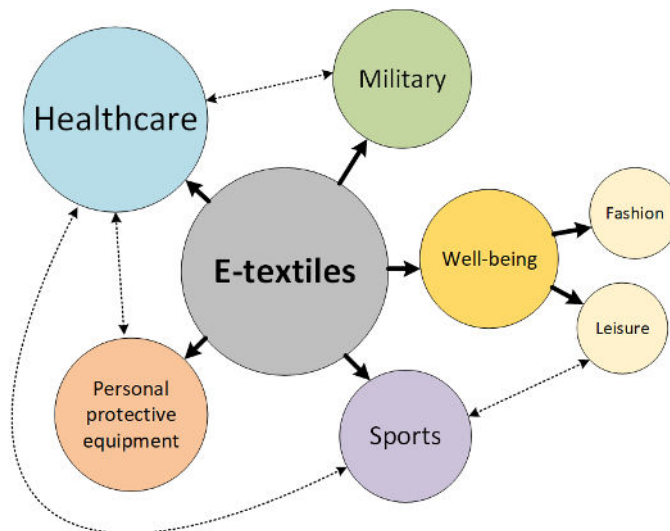 Healthcare
Military
E-textiles
Well-being
Fashion
Leisure
Personal
protective
equipment
Sports